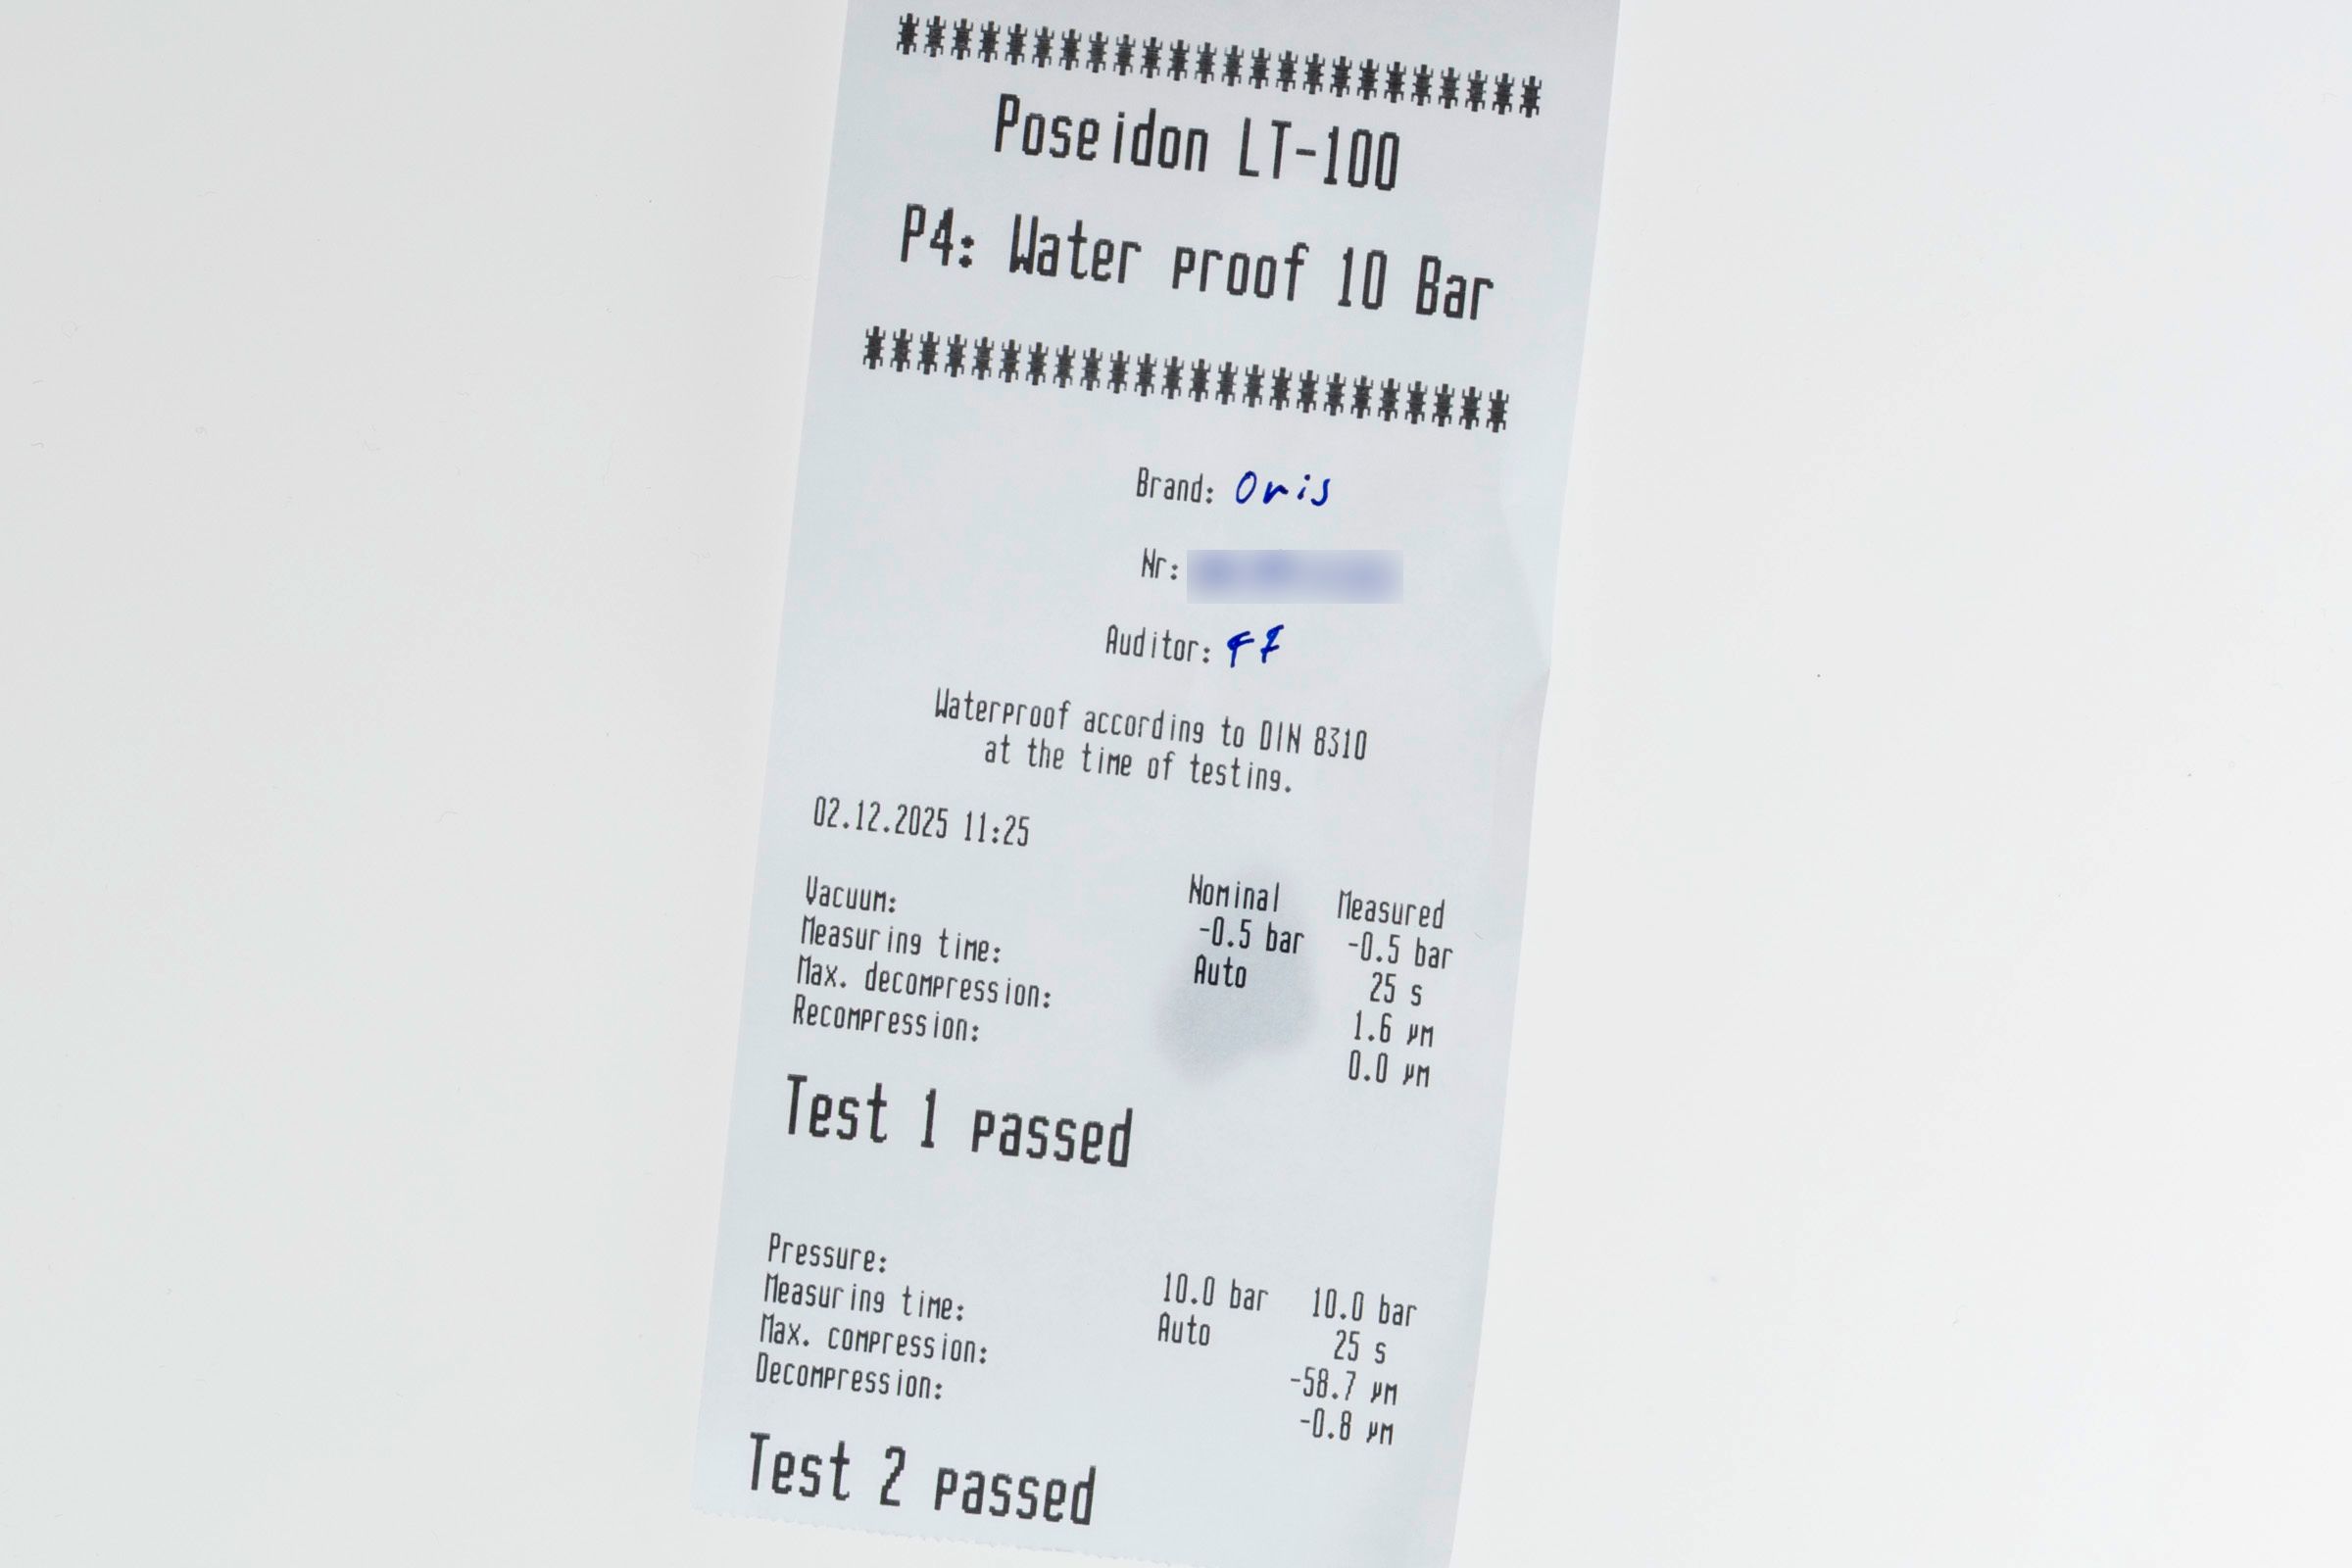 ************************
Poseidon LT-100
P4: Water proof 10 Bar
************************
Brand: Oris
Nr:
Auditor:
Waterproof according to DIN 8310
at the time of testing.
02.12.2025 11:25
Nominal Measured
Vacuum: -0.5 bar -0.5 bar
Measuring time: Auto 25 s
Max. decompression: 1.6 µm
Recompression: 0.0 µm
Test 1 passed
Pressure: 10.0 bar 10.0 bar
Measuring time: Auto 25 s
Max. compression: -58.7 µm
Decompression: -0.8 µm
Test 2 passed